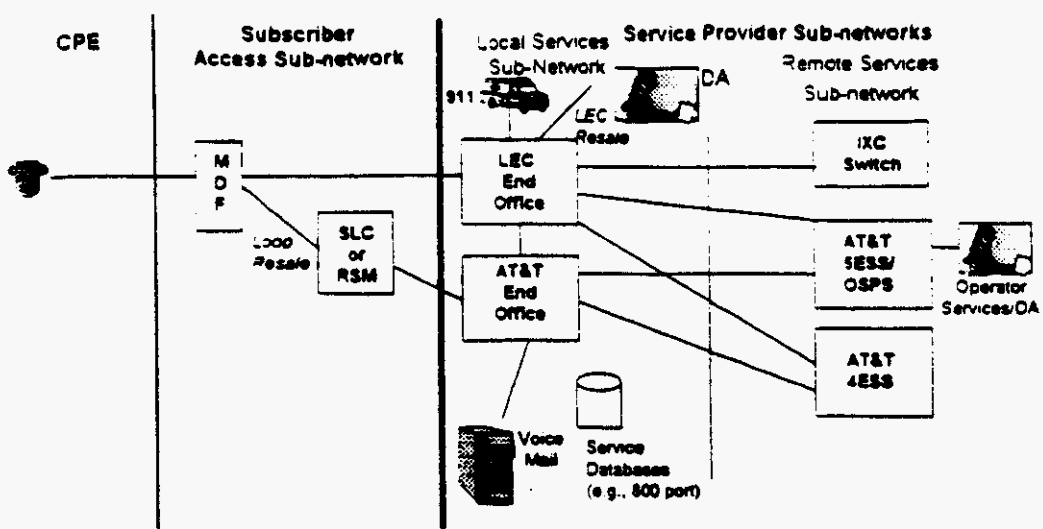 CPE
Subscriber
Access Sub-network
Service Provider Sub-networks
Local Services
Sub-Network
Remote Services
Sub-network
911
DA
LEC
Resale
M
D
F
LEC
End
Office
IXC
Switch
Loop
Resale
SLC
or
RSM
AT&T
End
Office
AT&T
5ESS/
OSPS
Operator
Services/DA
AT&T
4ESS
Voice
Mail
Service
Databases
(e.g., 800 port)